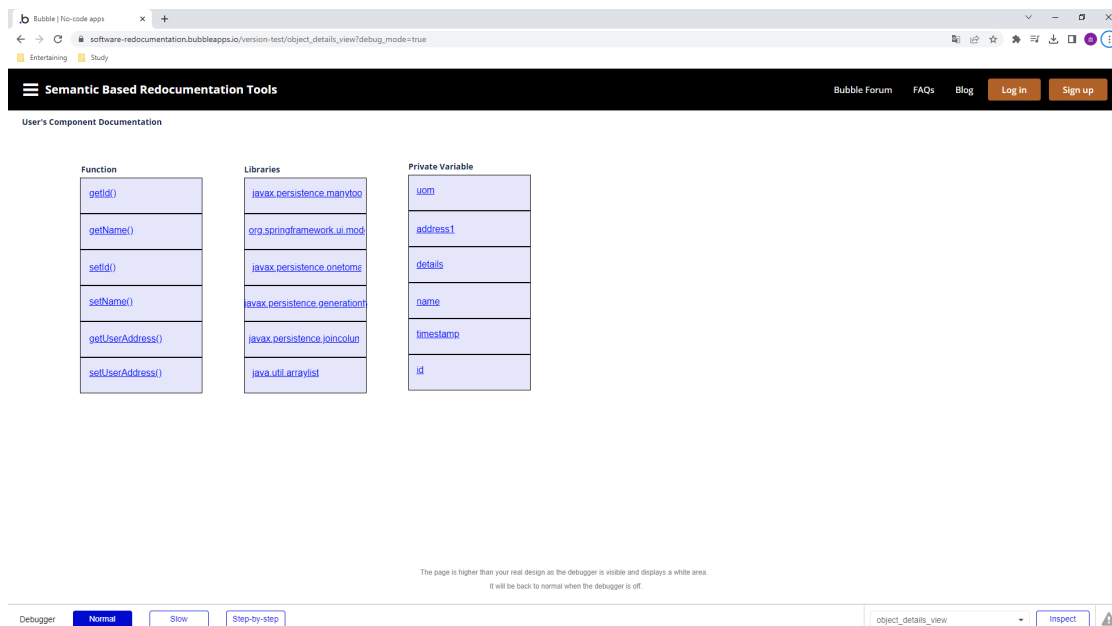 Bubble | No-code apps
software-redocumentation.bubbleapps.io/version-test/object_details_view?debug_mode=true
Entertaining Study
Semantic Based Redocumentation Tools Bubble Forum FAQs Blog Log in Sign up
User's Component Documentation
Function Libraries Private Variable
getId() javax.persistence.manytoo uom
getName() org.springframework.ui.mod address1
setId() javax.persistence.onetoma details
setName() javax.persistence.generationt name
getUserAddress() javax.persistence.joincolun timestamp
setUserAddress() java.util.arraylist id
The page is higher than your real design as the debugger is visible and displays a white area.
It will be back to normal when the debugger is off.
Debugger Normal Slow Step-by-step object_details_view Inspect